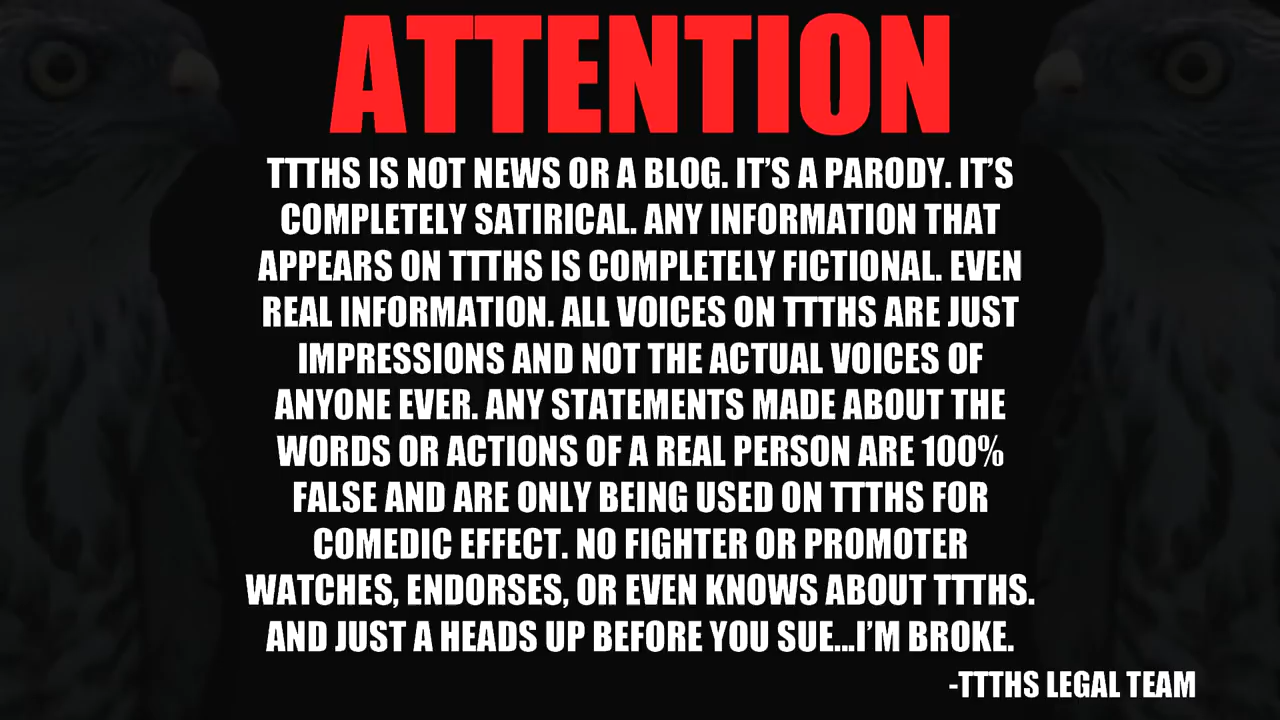 ATTENTION
TTTHS IS NOT NEWS OR A BLOG. IT'S A PARODY. IT'S
COMPLETELY SATIRICAL. ANY INFORMATION THAT
APPEARS ON TTTHS IS COMPLETELY FICTIONAL. EVEN
REAL INFORMATION. ALL VOICES ON TTTHS ARE JUST
IMPRESSIONS AND NOT THE ACTUAL VOICES OF
ANYONE EVER. ANY STATEMENTS MADE ABOUT THE
WORDS OR ACTIONS OF A REAL PERSON ARE 100%
FALSE AND ARE ONLY BEING USED ON TTTHS FOR
COMEDIC EFFECT. NO FIGHTER OR PROMOTER
WATCHES, ENDORSES, OR EVEN KNOWS ABOUT TTTHS.
AND JUST A HEADS UP BEFORE YOU SUE...I'M BROKE.
-TTTHS LEGAL TEAM